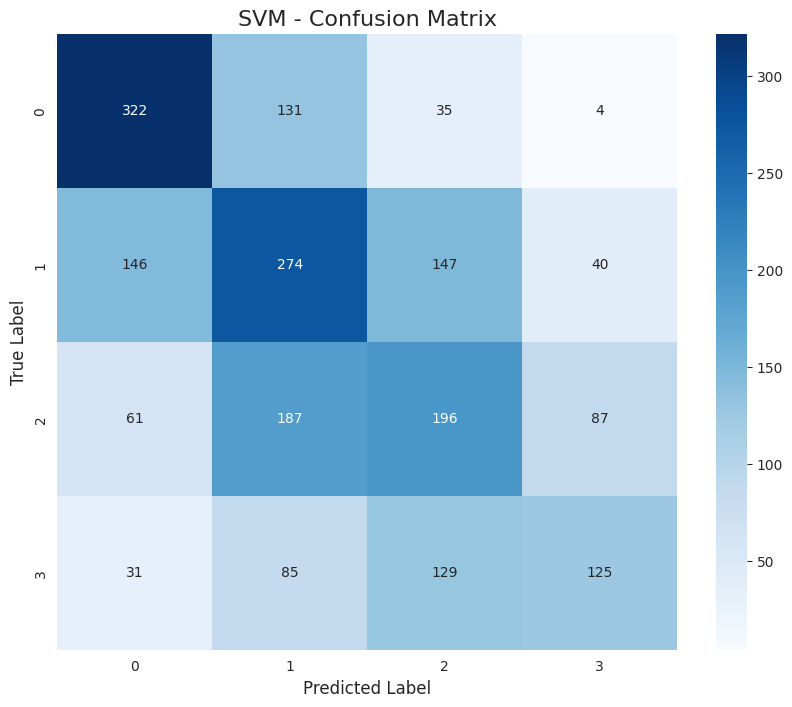 SVM - Confusion Matrix
0 322 131 35 4
1 146 274 147 40
2 61 187 196 87
3 31 85 129 125
0 1 2 3
Predicted Label
True Label
300
250
200
150
100
50